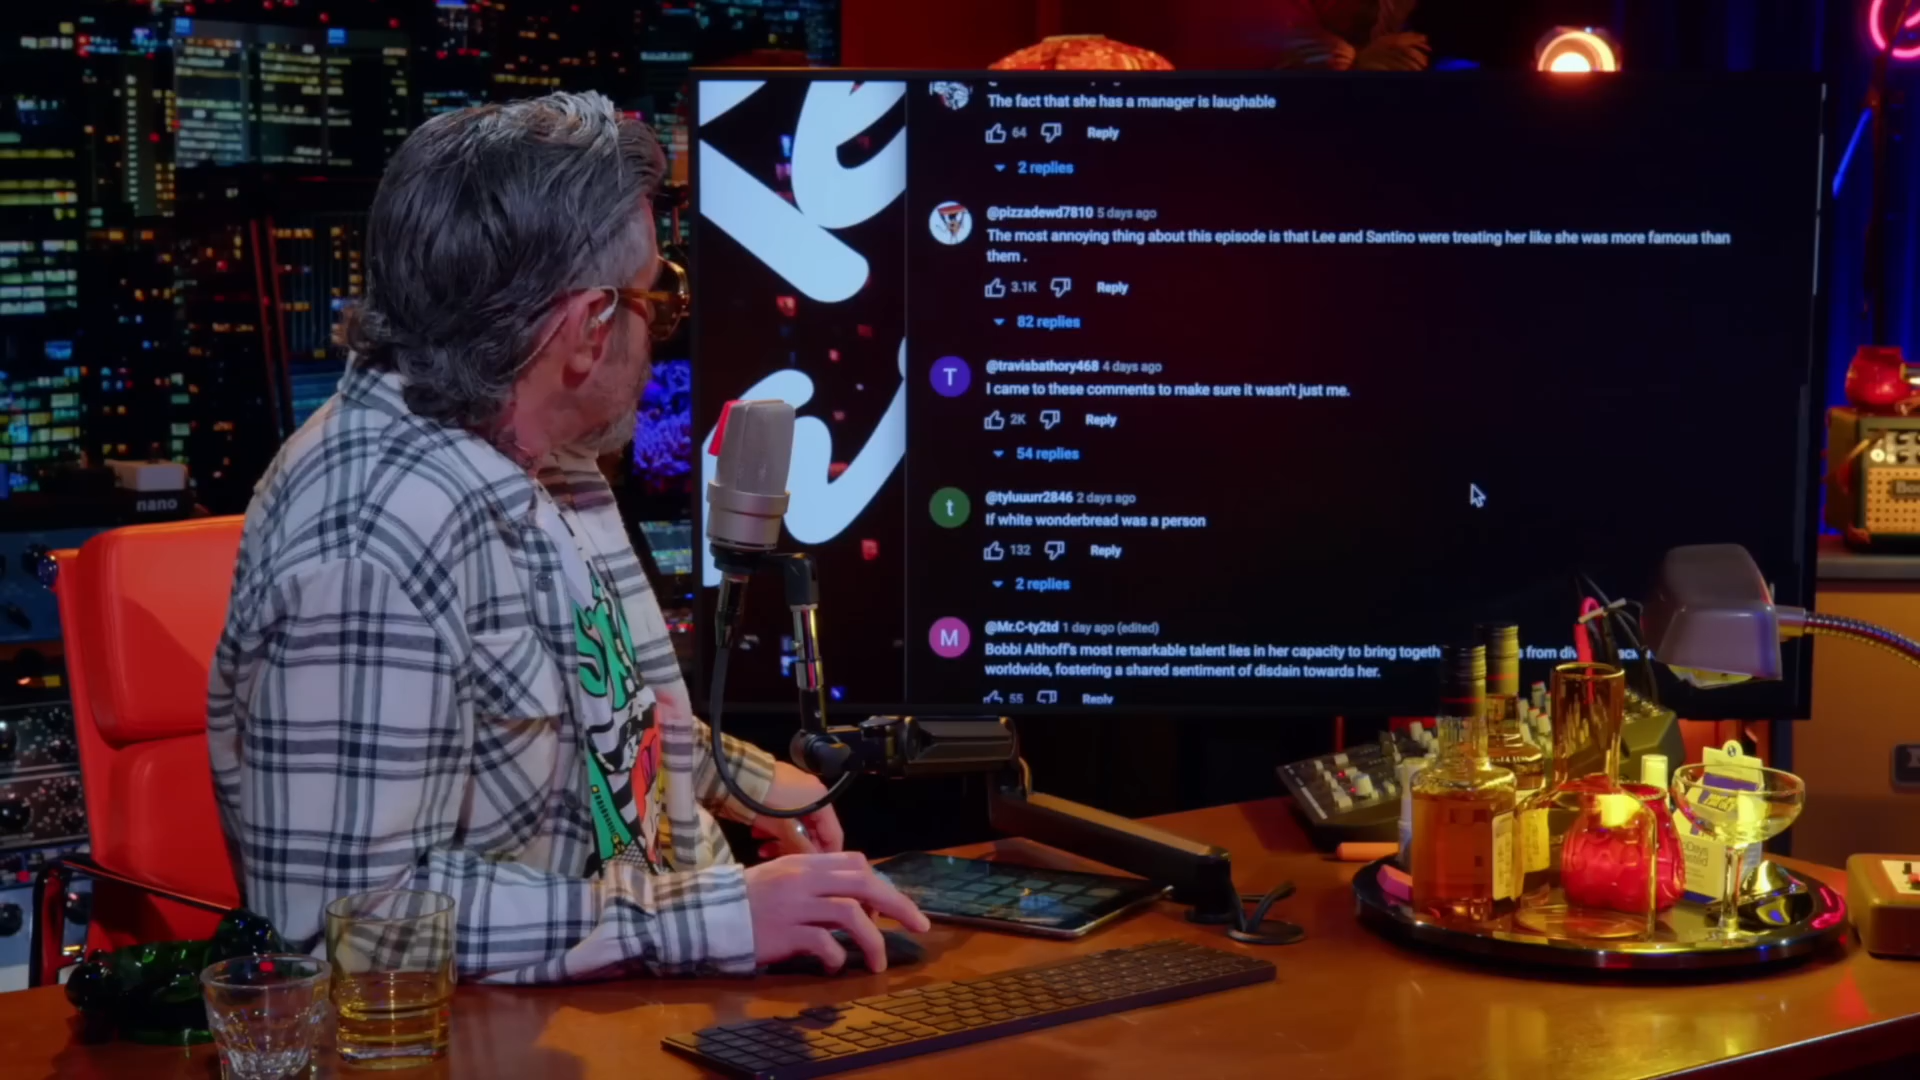 The fact that she has a manager is laughable
64 Reply
2 replies
@pizzadewd7810 5 days ago
The most annoying thing about this episode is that Lee and Santino were treating her like she was more famous than
them .
3.1K Reply
82 replies
@travisbathory468 4 days ago
I came to these comments to make sure it wasn't just me.
2K Reply
54 replies
T
@tyluuurr2846 2 days ago
If white wonderbread was a person
132 Reply
2 replies
t
@Mr.C-ty2td 1 day ago (edited)
Bobbi Althoff's most remarkable talent lies in her capacity to bring togeth from
worldwide, fostering a shared sentiment of disdain towards her.
55 Reply
M
nano